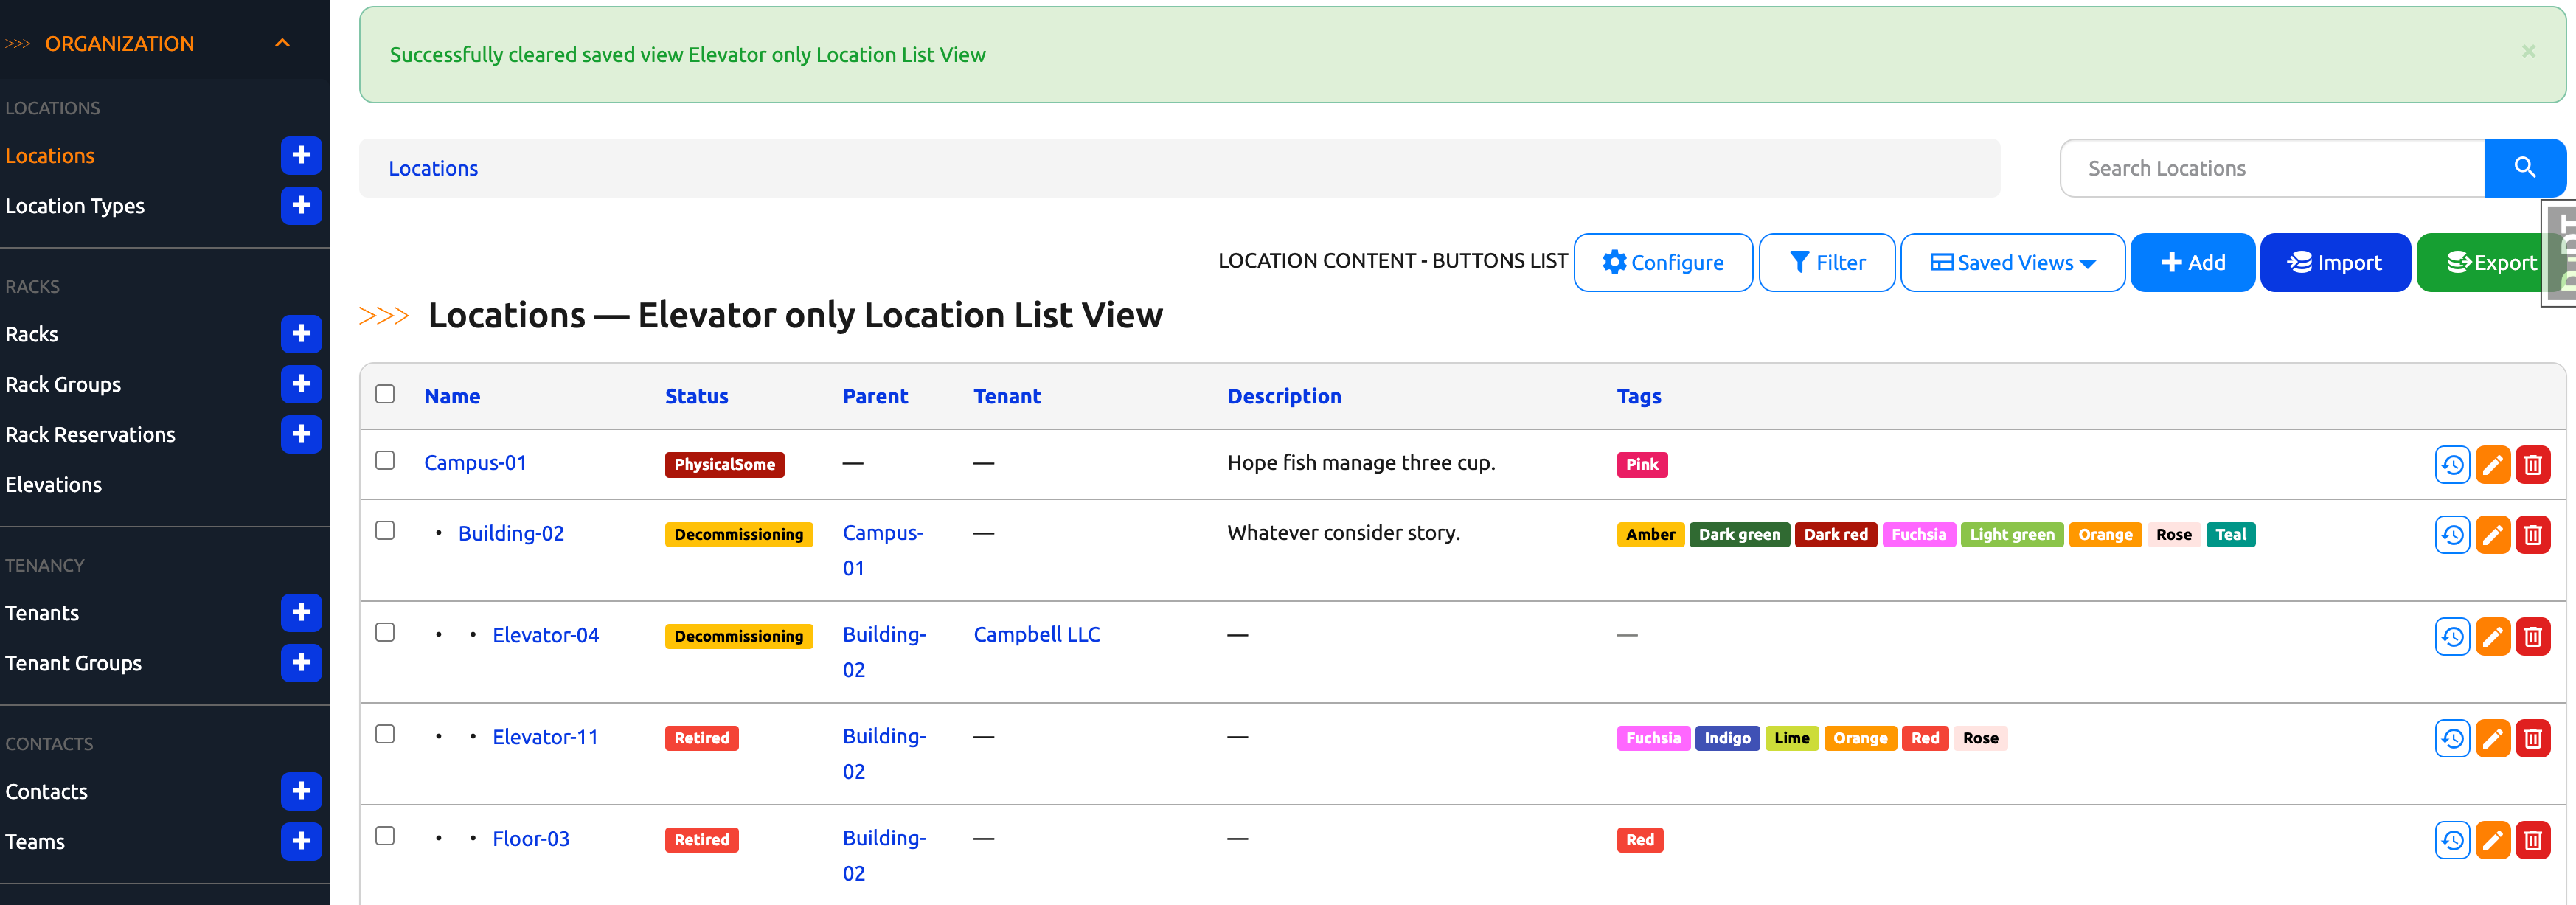 >>> ORGANIZATION
LOCATIONS
Locations
Location Types
RACKS
Racks
Rack Groups
Rack Reservations
Elevations
TENANCY
Tenants
Tenant Groups
CONTACTS
Contacts
Teams
Successfully cleared saved view Elevator only Location List View ×
Locations
Search Locations
LOCATION CONTENT - BUTTONS LIST Configure Filter Saved Views Add Import Export
>>> Locations — Elevator only Location List View
Name Status Parent Tenant Description Tags
Campus-01 PhysicalSome — — Hope fish manage three cup. Pink
• Building-02 Decommissioning Campus-01 — Whatever consider story. Amber Dark green Dark red Fuchsia Light green Orange Rose Teal
• • Elevator-04 Decommissioning Building-02 Campbell LLC — —
• • Elevator-11 Retired Building-02 — — Fuchsia Indigo Lime Orange Red Rose
• • Floor-03 Retired Building-02 — — Red